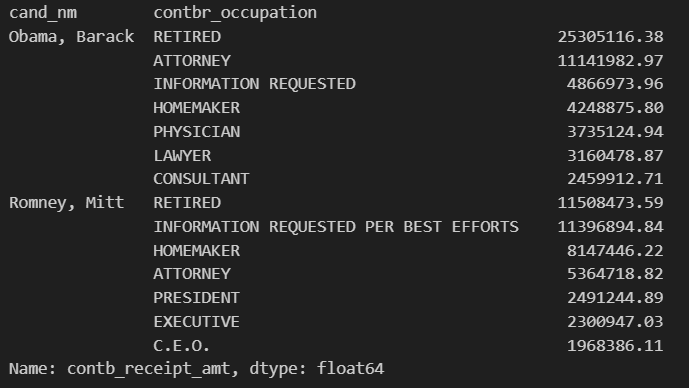 cand_nm        contbr_occupation
Obama, Barack  RETIRED                                25305116.38
               ATTORNEY                               11141982.97
               INFORMATION REQUESTED                   4866973.96
               HOMEMAKER                               4248875.80
               PHYSICIAN                               3735124.94
               LAWYER                                  3160478.87
               CONSULTANT                              2459912.71
Romney, Mitt   RETIRED                                11508473.59
               INFORMATION REQUESTED PER BEST EFFORTS 11396894.84
               HOMEMAKER                               8147446.22
               ATTORNEY                                5364718.82
               PRESIDENT                               2491244.89
               EXECUTIVE                               2300947.03
               C.E.O.                                  1968386.11
Name: contb_receipt_amt, dtype: float64